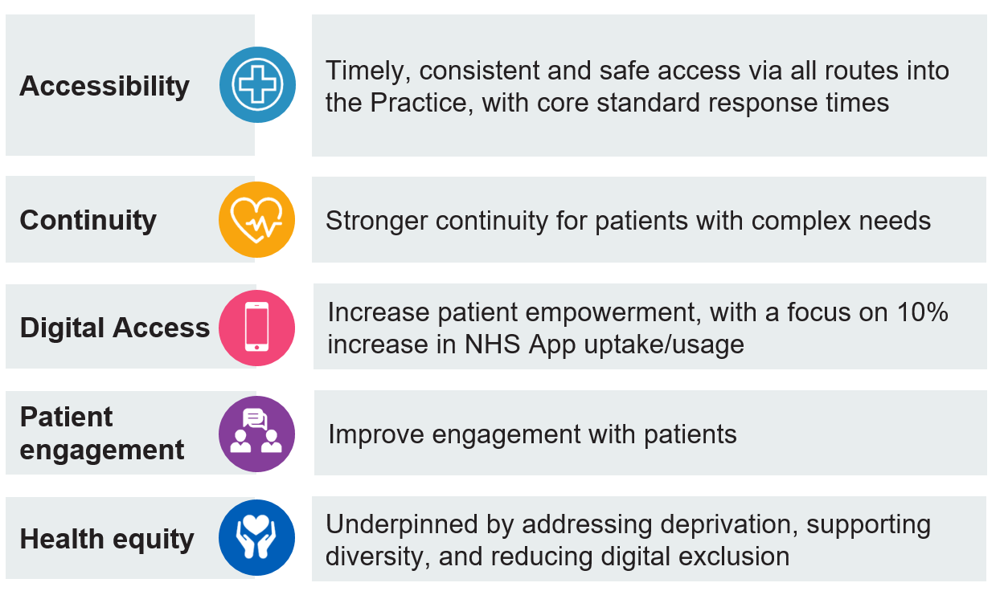 Accessibility
Timely, consistent and safe access via all routes into
the Practice, with core standard response times
Continuity
Stronger continuity for patients with complex needs
Digital Access
Increase patient empowerment, with a focus on 10%
increase in NHS App uptake/usage
Patient
engagement
Improve engagement with patients
Health equity
Underpinned by addressing deprivation, supporting
diversity, and reducing digital exclusion